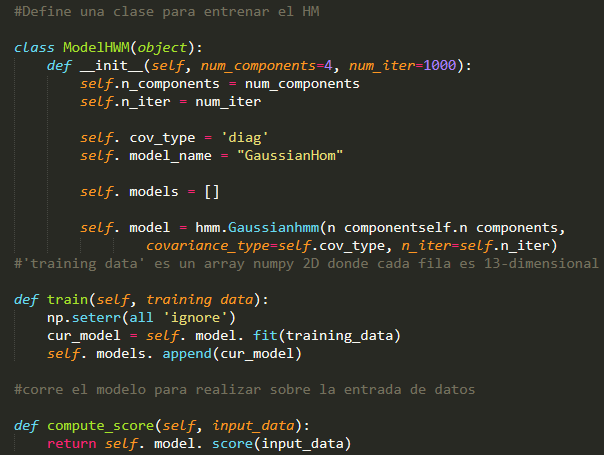 #Define una clase para entrenar el HM
class ModelHWM(object):
def __init__(self, num_components=4, num_iter=1000):
self.n_components = num_components
self.n_iter = num_iter
self. cov_type = 'diag'
self. model_name = "GaussianHom"
self. models = []
self. model = hmm.Gaussianhmm(n componentself.n components,
covariance_type=self.cov_type, n_iter=self.n_iter)
#'training data' es un array numpy 2D donde cada fila es 13-dimensional
def train(self, training data):
np.seterr(all 'ignore')
cur_model = self. model. fit(training_data)
self. models. append(cur_model)
#corre el modelo para realizar sobre la entrada de datos
def compute_score(self, input_data):
return self. model. score(input_data)